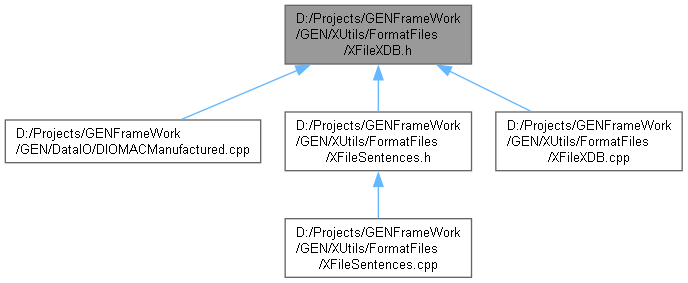 D:/Projects/GENFrameWork
/GEN/XUtils/FormatFiles
/XFileXDB.h
D:/Projects/GENFrameWork
/GEN/DataIO/DIOMACManufactured.cpp
D:/Projects/GENFrameWork
/GEN/XUtils/FormatFiles
/XFileSentences.h
D:/Projects/GENFrameWork
/GEN/XUtils/FormatFiles
/XFileXDB.cpp
D:/Projects/GENFrameWork
/GEN/XUtils/FormatFiles
/XFileSentences.cpp